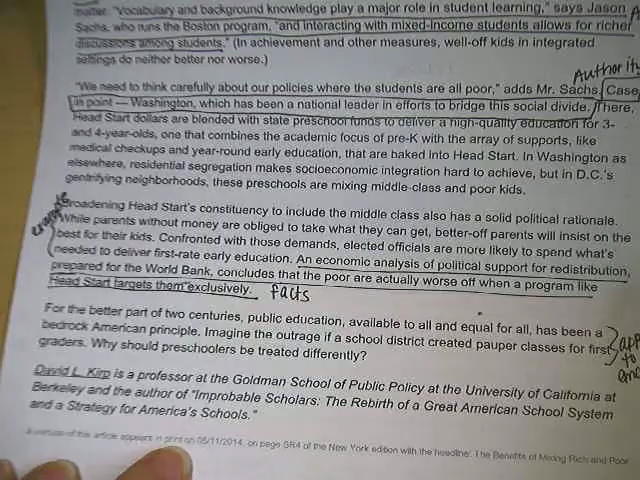 matter. "Vocabulary and background knowledge play a major role in student learning," says Jason
Sachs, who runs the Boston program, "and interacting with mixed-income students allows for richer
discussions among students." (In achievement and other measures, well-off kids in integrated
settings do neither better nor worse.)
Authority
"We need to think carefully about our policies where the students are all poor," adds Mr. Sachs. Case
in point — Washington, which has been a national leader in efforts to bridge this social divide. There,
Head Start dollars are blended with state preschool funds to deliver a high-quality education for 3-
and 4-year-olds, one that combines the academic focus of pre-K with the array of supports, like
medical checkups and year-round early education, that are baked into Head Start. In Washington as
elsewhere, residential segregation makes socioeconomic integration hard to achieve, but in D.C.'s
gentrifying neighborhoods, these preschools are mixing middle-class and poor kids.
example
Broadening Head Start's constituency to include the middle class also has a solid political rationale.
While parents without money are obliged to take what they can get, better-off parents will insist on the
best for their kids. Confronted with those demands, elected officials are more likely to spend what's
needed to deliver first-rate early education. An economic analysis of political support for redistribution,
prepared for the World Bank, concludes that the poor are actually worse off when a program like
Head Start targets them exclusively. facts
For the better part of two centuries, public education, available to all and equal for all, has been a
bedrock American principle. Imagine the outrage if a school district created pauper classes for first
graders. Why should preschoolers be treated differently?
app
to
emo
David L. Kirp is a professor at the Goldman School of Public Policy at the University of California at
Berkeley and the author of "Improbable Scholars: The Rebirth of a Great American School System
and a Strategy for America's Schools."
A version of this article appears in print on 05/11/2014, on page SR4 of the New York edition with the headline: The Benefits of Mixing Rich and Poor